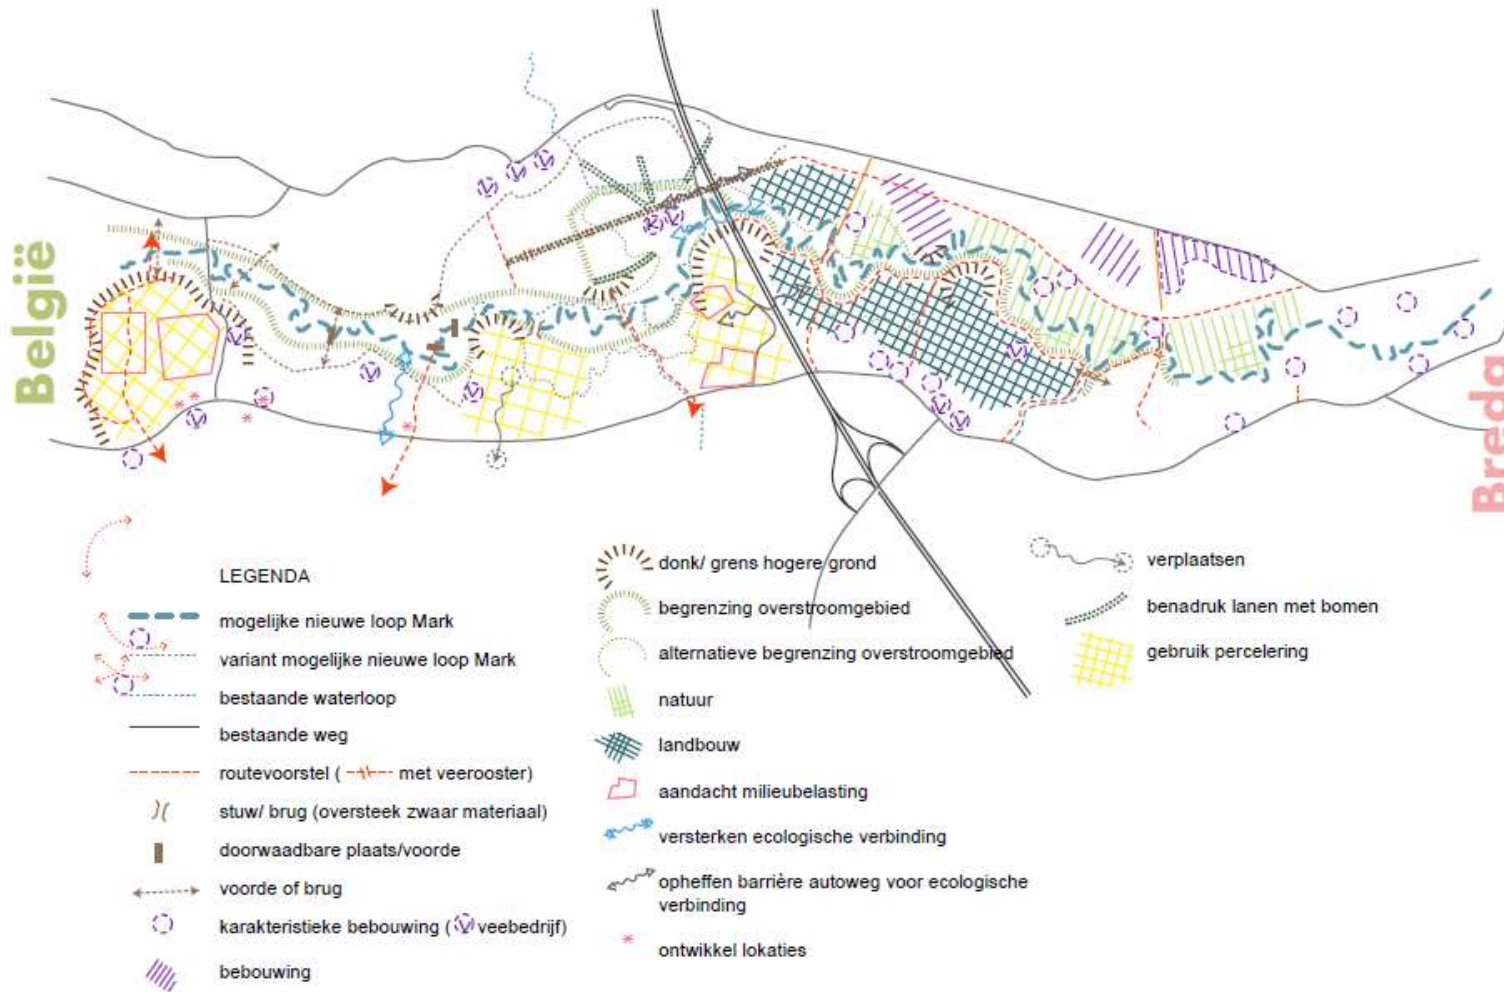 België
Breda
LEGENDA
mogelijke nieuwe loop Mark
variant mogelijke nieuwe loop Mark
bestaande waterloop
bestaande weg
routevoorstel ( met veerooster)
stuw/ brug (oversteek zwaar materiaal)
doorwaadbare plaats/voorde
voorde of brug
karakteristieke bebouwing ( veebedrijf)
bebouwing
donk/ grens hogere grond
begrenzing overstroomgebied
alternatieve begrenzing overstroomgebied
natuur
landbouw
aandacht milieubelasting
versterken ecologische verbinding
opheffen barrière autoweg voor ecologische
verbinding
ontwikkel lokaties
verplaatsen
benadruk lanen met bomen
gebruik percelering